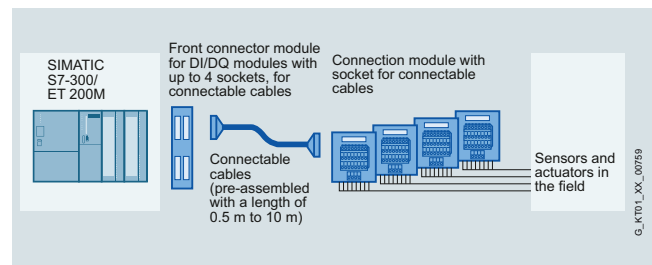 SIMATIC
S7-300/
ET 200M
Front connector module
for DI/DQ modules with
up to 4 sockets, for
connectable cables
Connectable
cables
(pre-assembled
with a length of
0.5 m to 10 m)
Connection module with
socket for connectable
cables
Sensors and
actuators in
the field
G_KT01_XX_00759